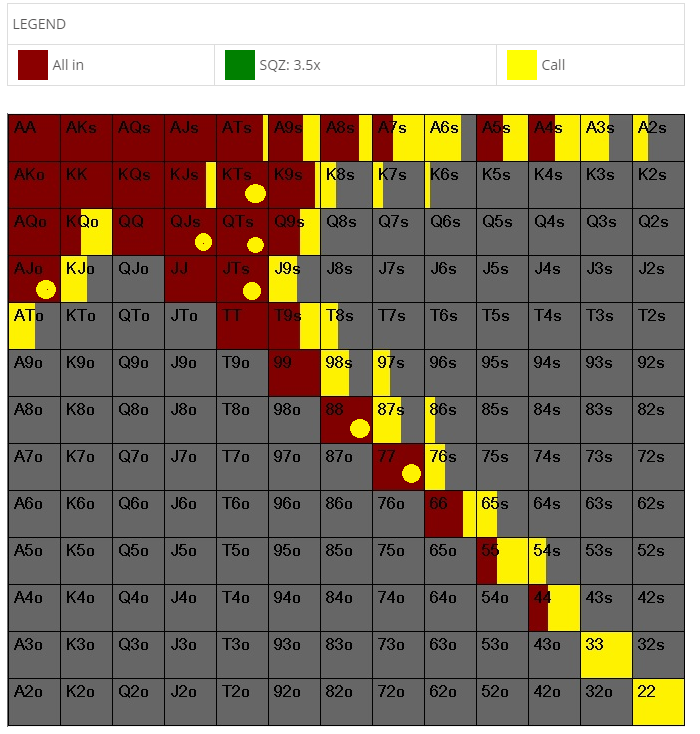 LEGEND
All in SQZ: 3.5x Call
AA AKs AQs AJs ATs A9s A8s A7s A6s A5s A4s A3s A2s
AKo KK KQs KJs KTs K9s K8s K7s K6s K5s K4s K3s K2s
AQo KQo QQ QJs QTs Q9s Q8s Q7s Q6s Q5s Q4s Q3s Q2s
AJo KJo QJo JJ JTs J9s J8s J7s J6s J5s J4s J3s J2s
ATo KTo QTo JTo TT T9s T8s T7s T6s T5s T4s T3s T2s
A9o K9o Q9o J9o T9o 99 98s 97s 96s 95s 94s 93s 92s
A8o K8o Q8o J8o T8o 98o 88 87s 86s 85s 84s 83s 82s
A7o K7o Q7o J7o T7o 97o 87o 77 76s 75s 74s 73s 72s
A6o K6o Q6o J6o T6o 96o 86o 76o 66 65s 64s 63s 62s
A5o K5o Q5o J5o T5o 95o 85o 75o 65o 55 54s 53s 52s
A4o K4o Q4o J4o T4o 94o 84o 74o 64o 54o 44 43s 42s
A3o K3o Q3o J3o T3o 93o 83o 73o 63o 53o 43o 33 32s
A2o K2o Q2o J2o T2o 92o 82o 72o 62o 52o 42o 32o 22